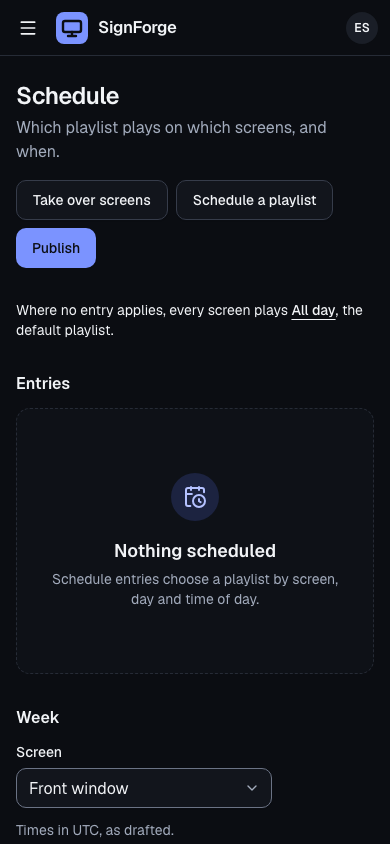 SignForge
ES
Schedule
Which playlist plays on which screens, and
when.
Take over screens
Schedule a playlist
Publish
Where no entry applies, every screen plays All day, the
default playlist.
Entries
Nothing scheduled
Schedule entries choose a playlist by screen,
day and time of day.
Week
Screen
Front window
Times in UTC, as drafted.